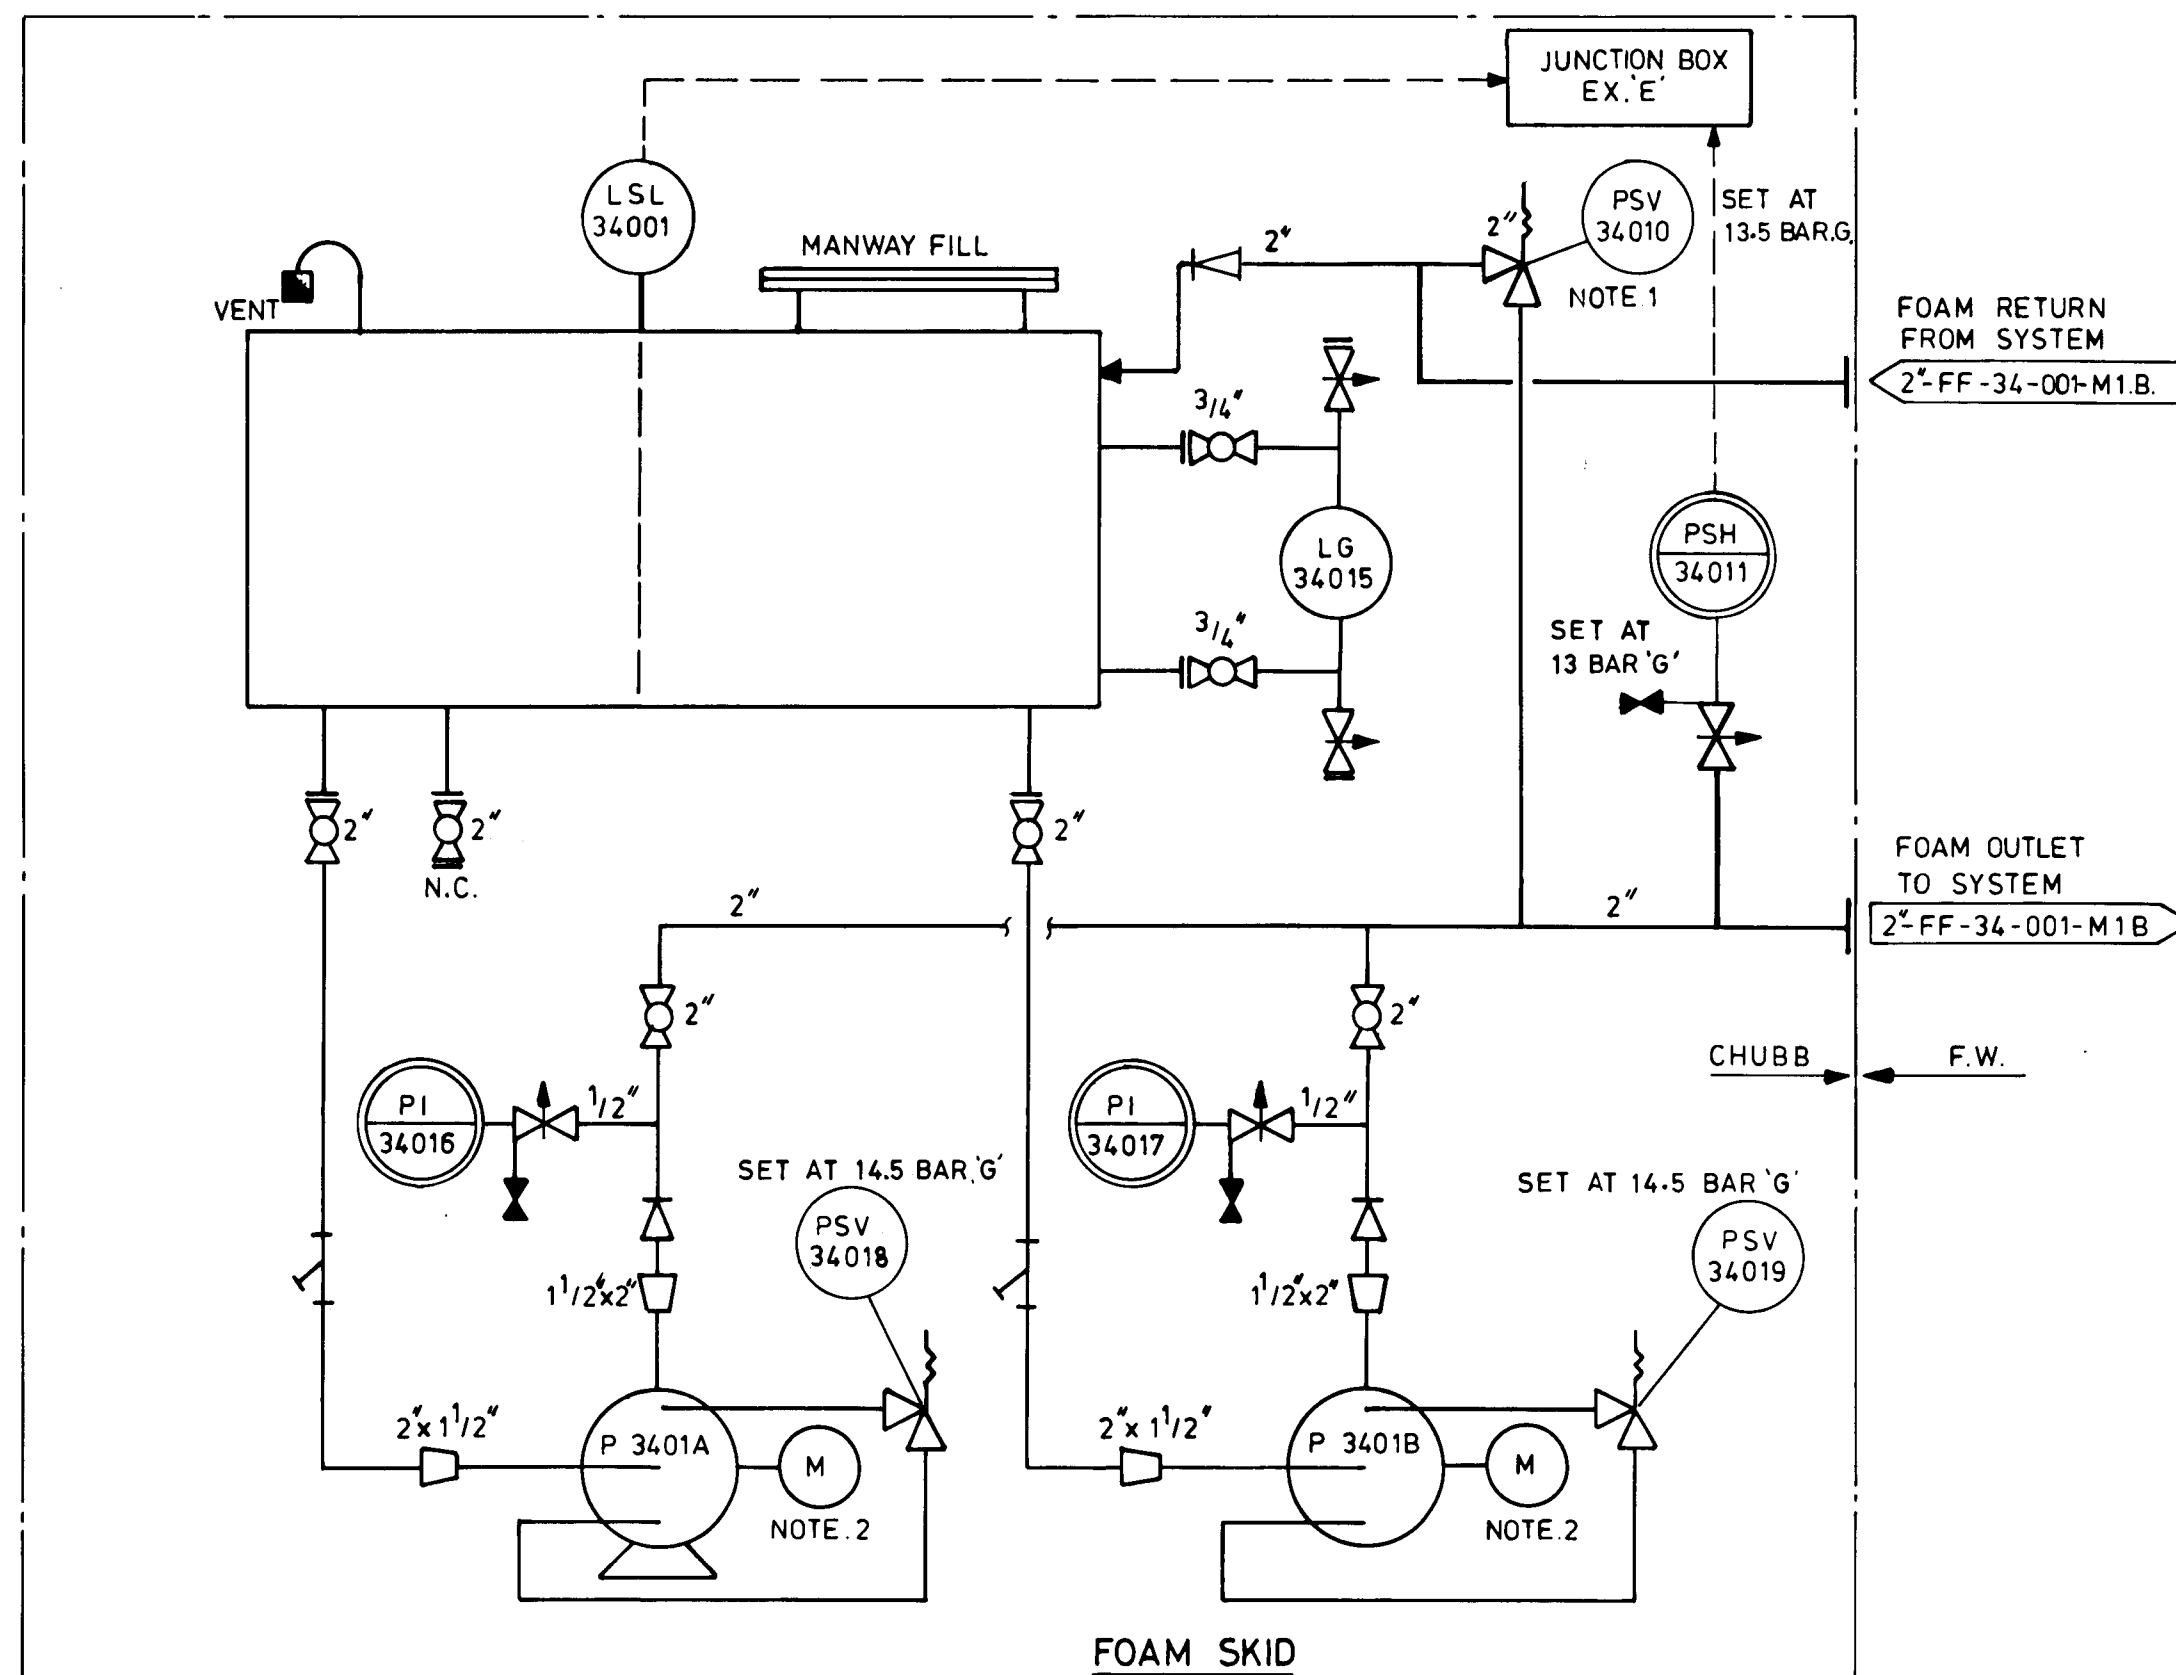 JUNCTION BOX
EX.'E'
LSL
34001
PSV
34010
SET AT
13.5 BAR.G.
2"
2"
MANWAY FILL
NOTE.1
VENT
FOAM RETURN
FROM SYSTEM
2"-FF-34-001-M1.B.
3/4"
PSH
34011
LG
34015
3/4"
SET AT
13 BAR 'G'
2"
2"
2"
N.C.
FOAM OUTLET
TO SYSTEM
2"-FF-34-001-M1B
2"
2"
2"
2"
CHUBB
F.W.
PI
34016
1/2"
PI
34017
1/2"
SET AT 14.5 BAR.'G'
PSV
34018
SET AT 14.5 BAR 'G'
PSV
34019
1 1/2"x2"
1 1/2"x2"
2"x 1 1/2"
P 3401A
M
NOTE.2
2"x 1 1/2"
P 3401B
M
NOTE.2
FOAM SKID